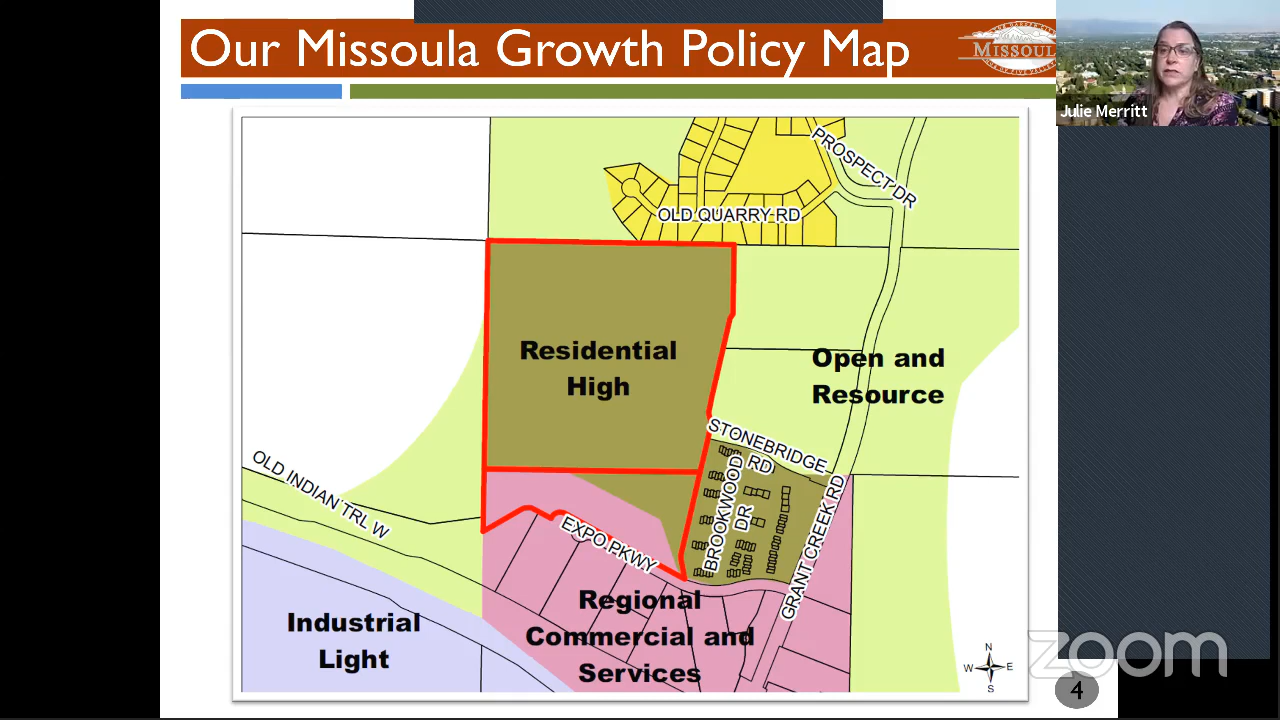 Our Missoula Growth Policy Map
MISSOUL
Julie Merritt
PROSPECT DR
OLD QUARRY RD
Residential
High
Open and
Resource
STONEBRIDGE
RD
OLD INDIAN TRL W
BROOKWOOD
DR
GRANT CREEK RD
EXPO PKWY
Regional
Commercial and
Services
Industrial
Light
N
W E
S
zoom
4